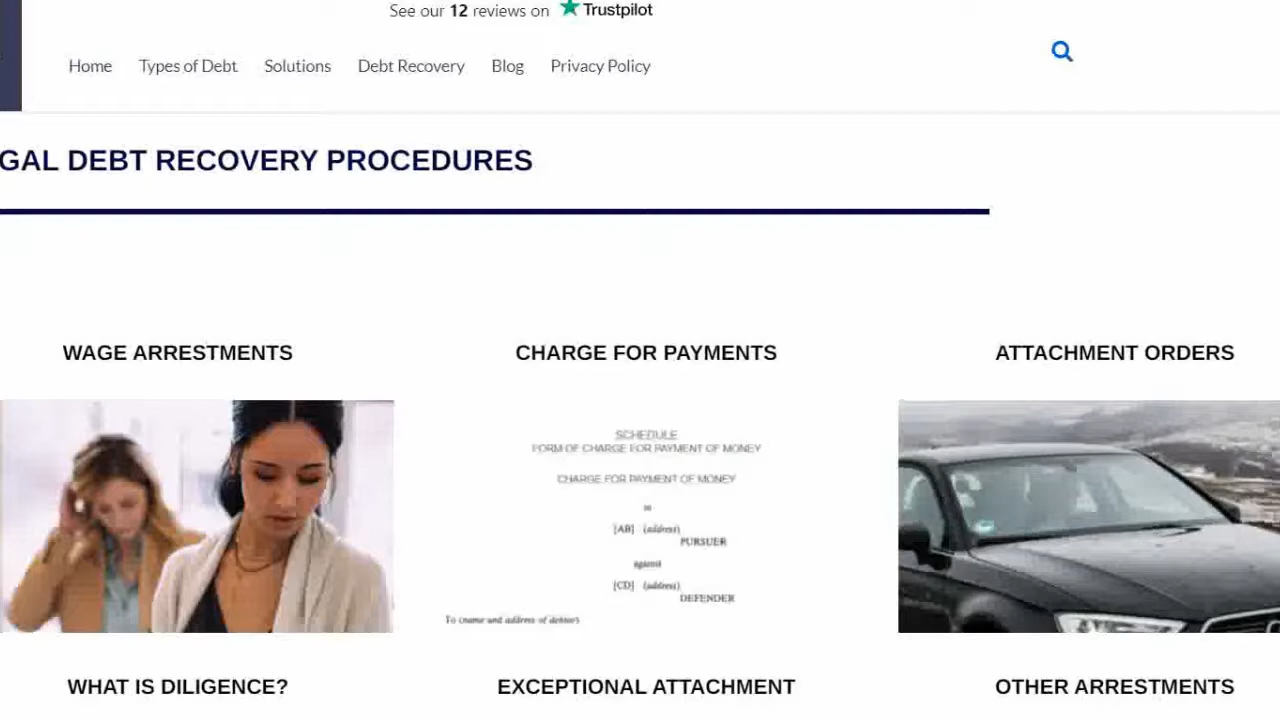 See our 12 reviews on Trustpilot
Home Types of Debt Solutions Debt Recovery Blog Privacy Policy
GAL DEBT RECOVERY PROCEDURES
WAGE ARRESTMENTS CHARGE FOR PAYMENTS ATTACHMENT ORDERS
SCHEDULE
FORM OF CHARGE FOR PAYMENT OF MONEY
CHARGE FOR PAYMENT OF MONEY
in
[AB] (address)
PURSUER
against
[CD] (address)
DEFENDER
To (name and address of debtor)
WHAT IS DILIGENCE? EXCEPTIONAL ATTACHMENT OTHER ARRESTMENTS